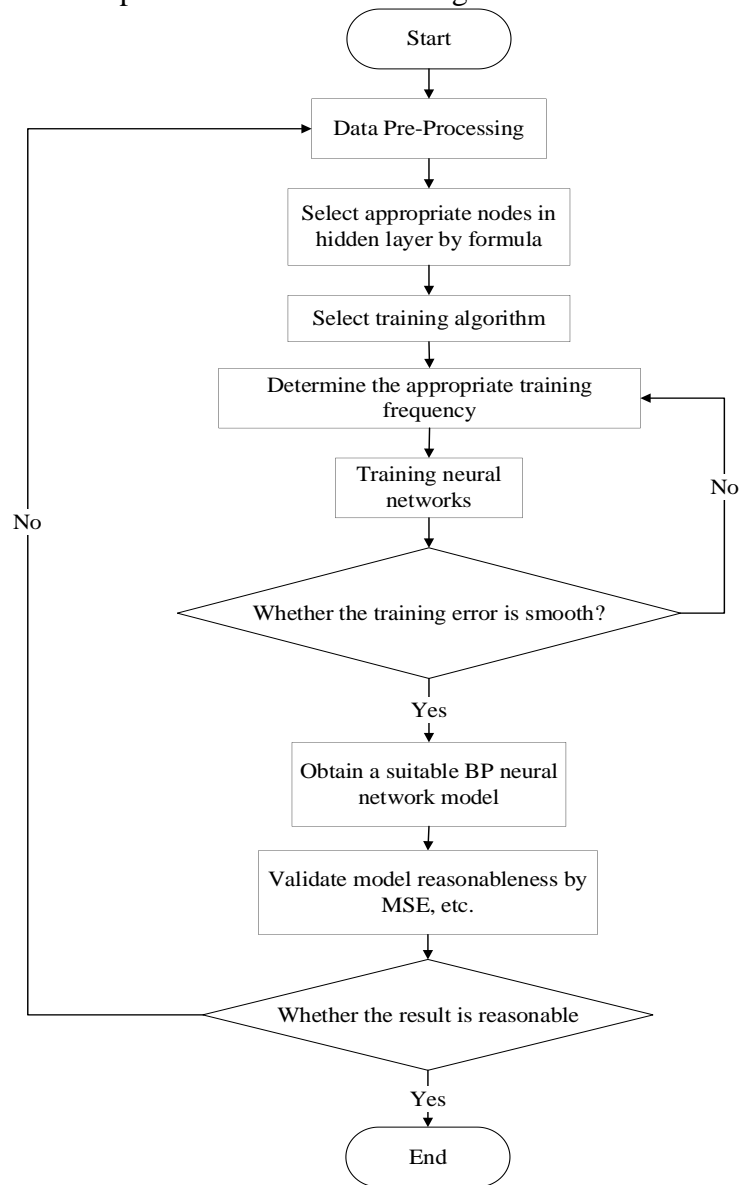 Start
Data Pre-Processing
Select appropriate nodes in
hidden layer by formula
Select training algorithm
Determine the appropriate training
frequency
Training neural
networks
No
No
Whether the training error is smooth?
Yes
Obtain a suitable BP neural
network model
Validate model reasonableness by
MSE, etc.
Whether the result is reasonable
Yes
End